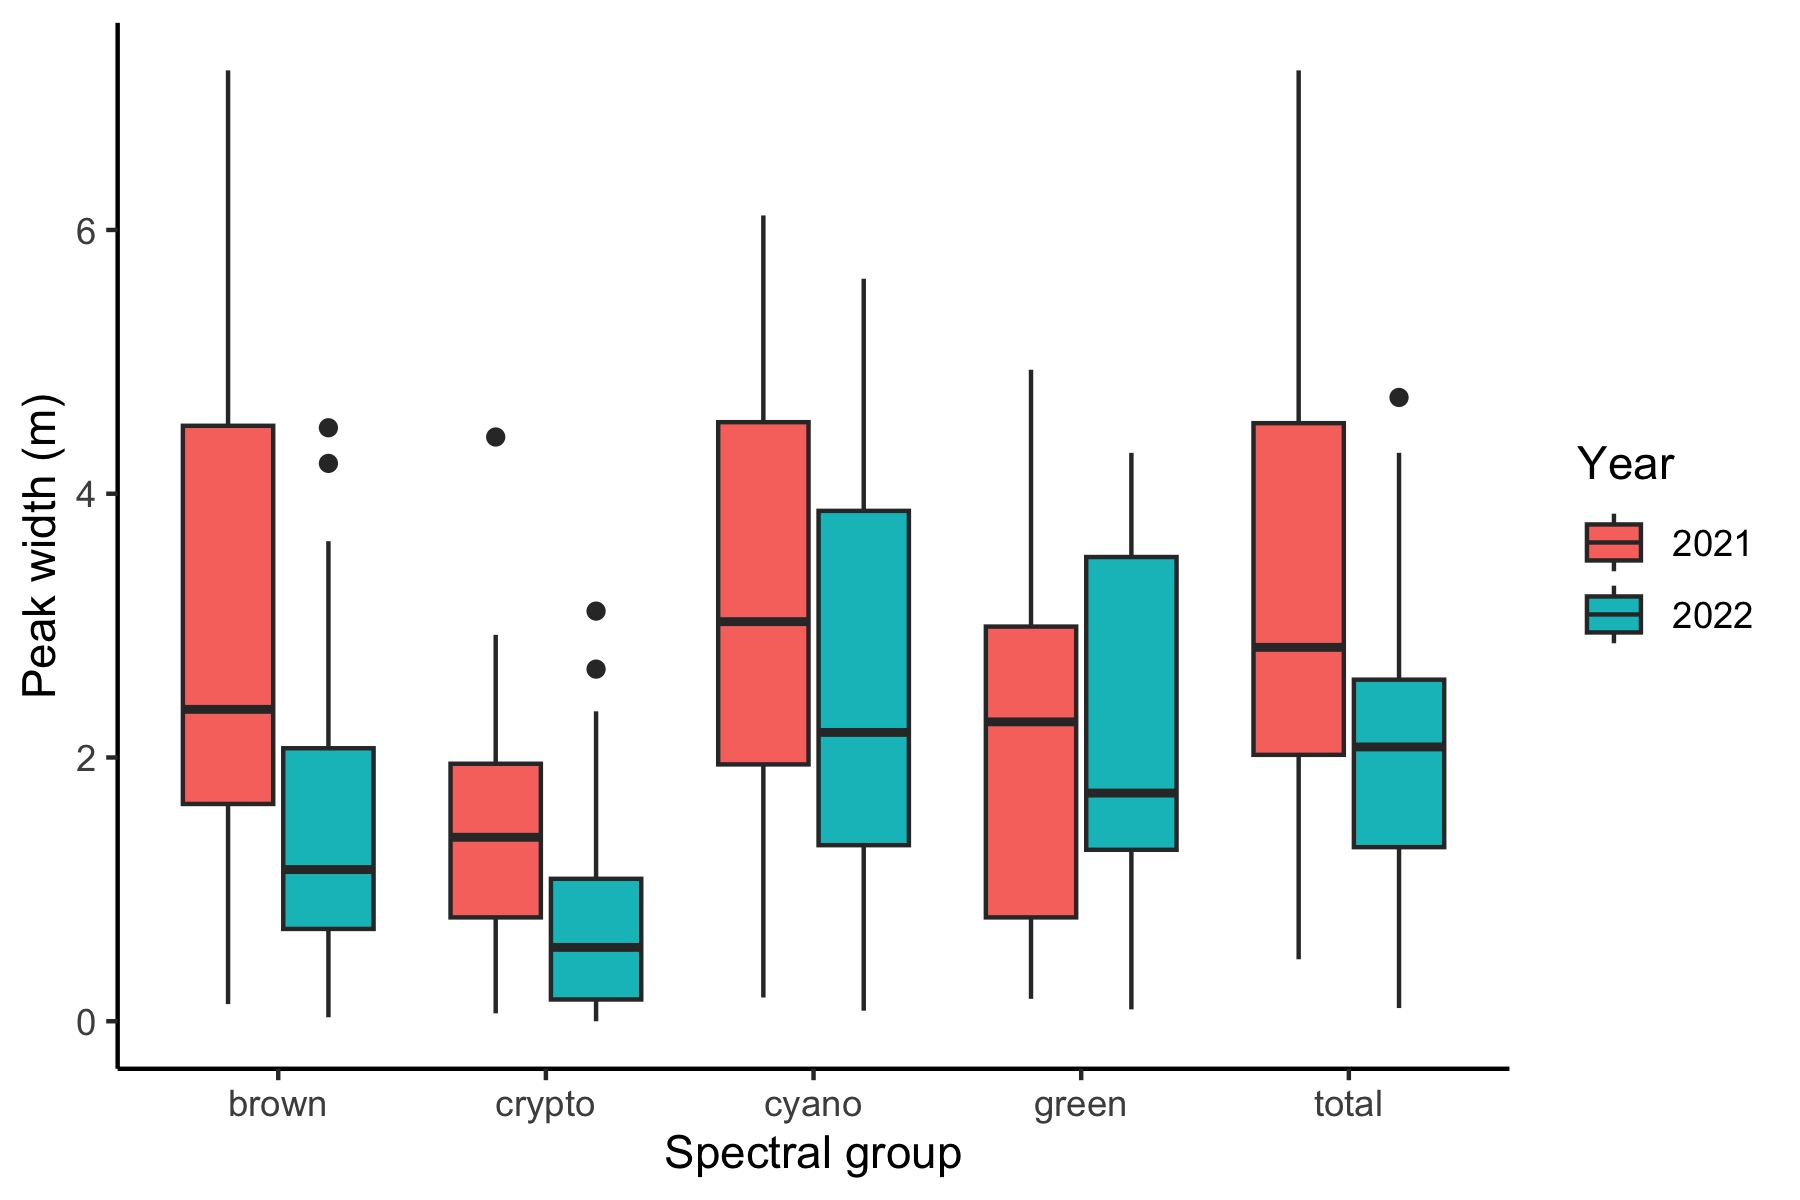 Peak width (m)
6
4
2
0
brown crypto cyano green total
Spectral group
Year
2021
2022